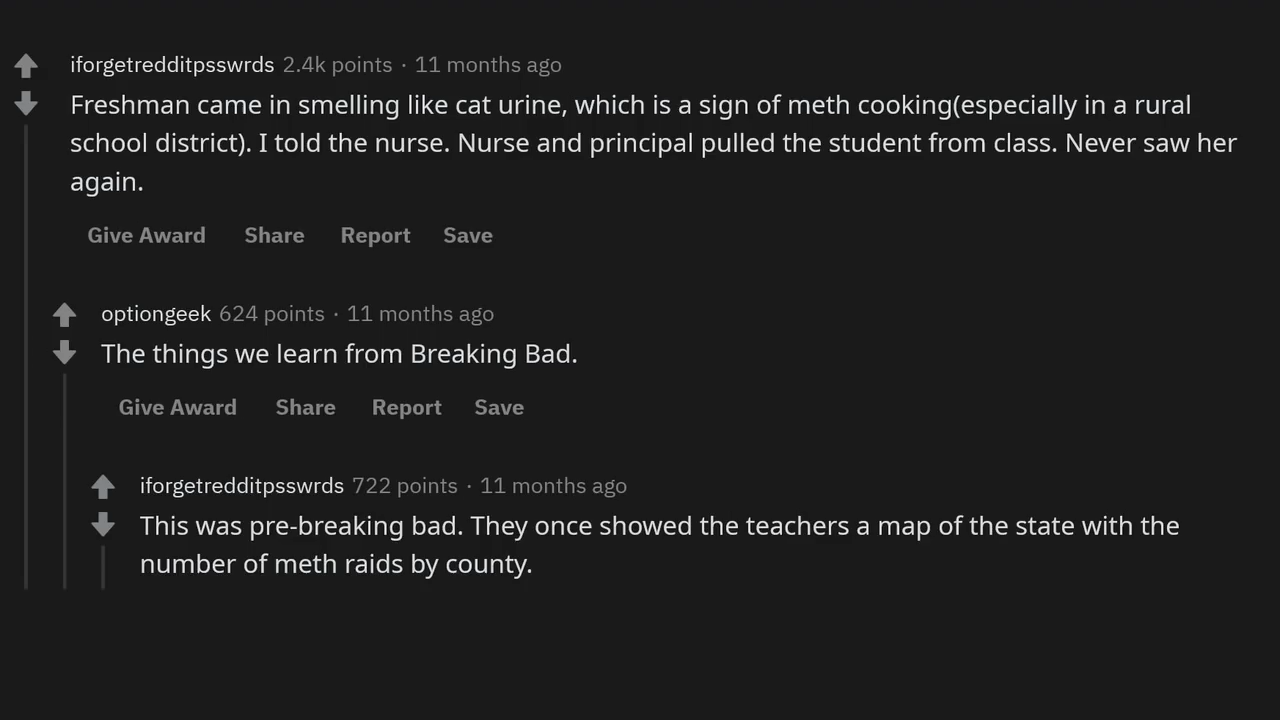 iforgetredditpsswrds 2.4k points · 11 months ago
Freshman came in smelling like cat urine, which is a sign of meth cooking(especially in a rural
school district). I told the nurse. Nurse and principal pulled the student from class. Never saw her
again.
Give Award Share Report Save
optiongeek 624 points · 11 months ago
The things we learn from Breaking Bad.
Give Award Share Report Save
iforgetredditpsswrds 722 points · 11 months ago
This was pre-breaking bad. They once showed the teachers a map of the state with the
number of meth raids by county.